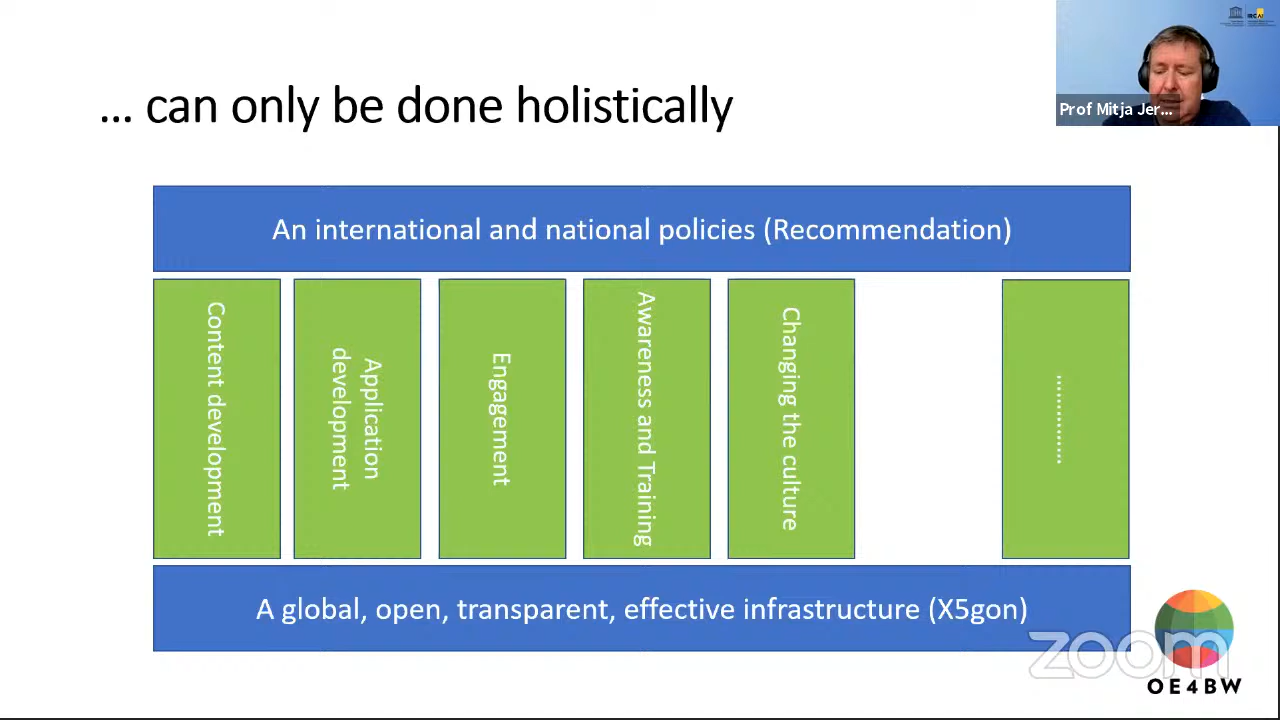 ... can only be done holistically
IRCAI
Prof Mitja Jer...
An international and national policies (Recommendation)
Content development
Application
development
Engagement
Awareness and Training
Changing the culture
...............
A global, open, transparent, effective infrastructure (X5gon)
zoom
OE4BW